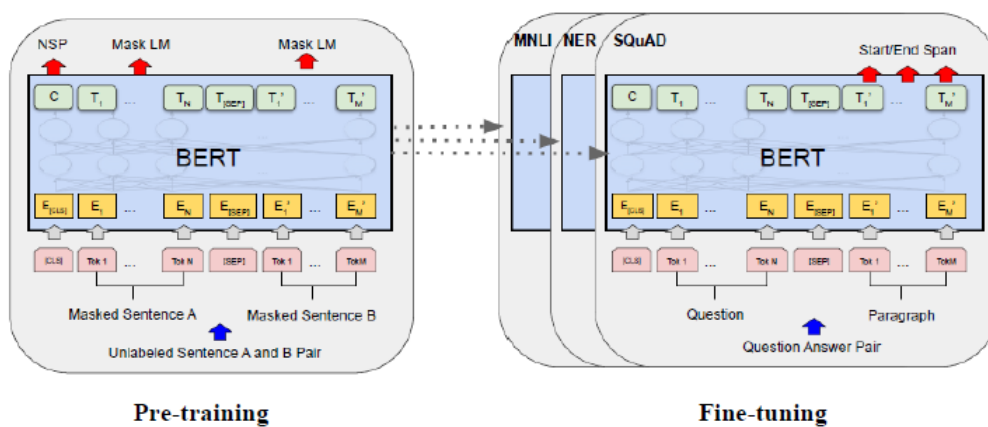 NSP Mask LM Mask LM
C T1 ... TN T[SEP] T1' ... TM'
BERT
E[CLS] E1 ... EN E[SEP] E1' ... EM'
[CLS] Tok 1 ... Tok N [SEP] Tok 1 ... TokM
Masked Sentence A Masked Sentence B
Unlabeled Sentence A and B Pair
Pre-training
MNLI NER SQuAD
Start/End Span
C T1 ... TN T[SEP] T1' ... TM'
BERT
E[CLS] E1 ... EN E[SEP] E1' ... EM'
[CLS] Tok 1 ... Tok N [SEP] Tok 1 ... TokM
Question Paragraph
Question Answer Pair
Fine-tuning